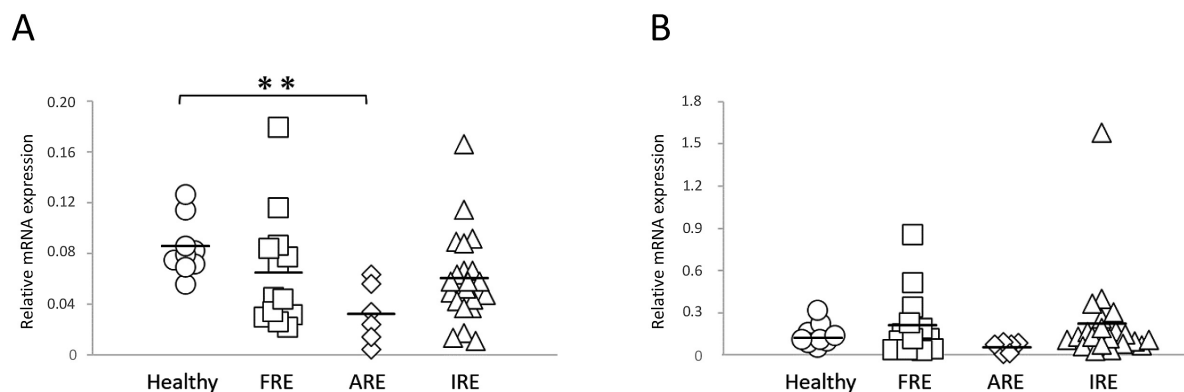 A
**
Relative mRNA expression
0.20
0.16
0.12
0.08
0.04
0
Healthy FRE ARE IRE
B
Relative mRNA expression
1.8
1.5
1.2
0.9
0.6
0.3
0
Healthy FRE ARE IRE